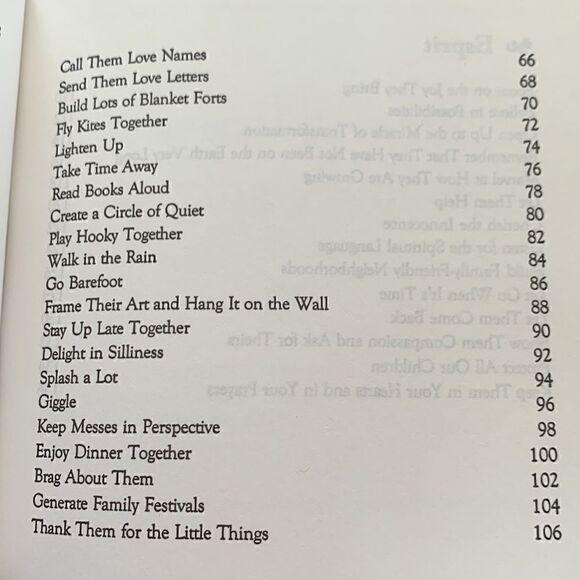 Call Them Love Names 66
Send Them Love Letters 68
Build Lots of Blanket Forts 70
Fly Kites Together 72
Lighten Up 74
Take Time Away 76
Read Books Aloud 78
Create a Circle of Quiet 80
Play Hooky Together 82
Walk in the Rain 84
Go Barefoot 86
Frame Their Art and Hang It on the Wall 88
Stay Up Late Together 90
Delight in Silliness 92
Splash a Lot 94
Giggle 96
Keep Messes in Perspective 98
Enjoy Dinner Together 100
Brag About Them 102
Generate Family Festivals 104
Thank Them for the Little Things 106